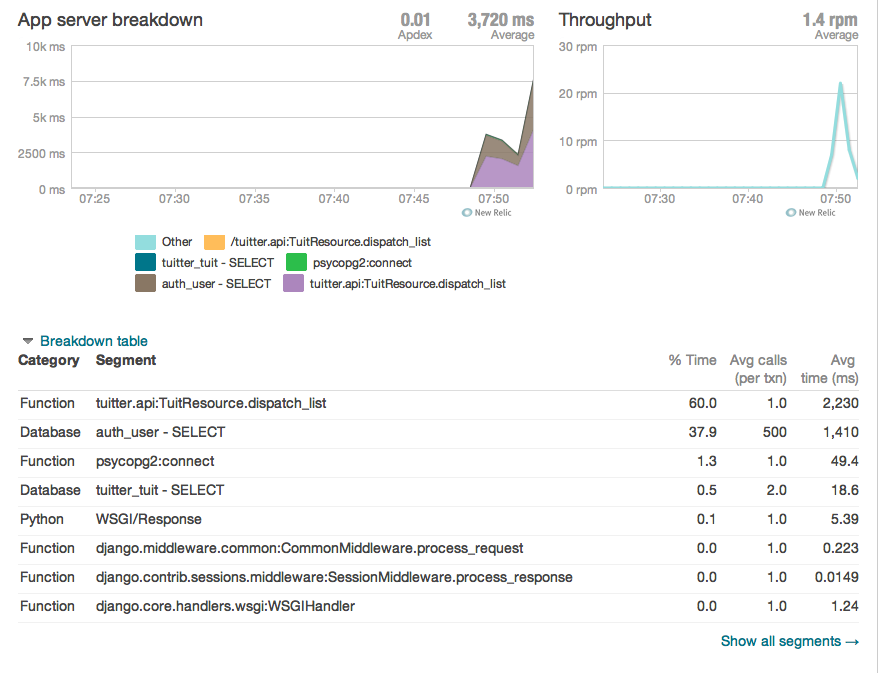 App server breakdown 0.01 3,720 ms
Apdex Average
10k ms
7.5k ms
5k ms
2500 ms
0 ms
07:25 07:30 07:35 07:40 07:45 07:50
New Relic
Throughput 1.4 rpm
Average
30 rpm
20 rpm
10 rpm
0 rpm
07:30 07:40 07:50
New Relic
Other /tuitter.api:TuitResource.dispatch_list
tuitter_tuit - SELECT psycopg2:connect
auth_user - SELECT tuitter.api:TuitResource.dispatch_list
Breakdown table
Category Segment % Time Avg calls Avg
(per txn) time (ms)
Function tuitter.api:TuitResource.dispatch_list 60.0 1.0 2,230
Database auth_user - SELECT 37.9 500 1,410
Function psycopg2:connect 1.3 1.0 49.4
Database tuitter_tuit - SELECT 0.5 2.0 18.6
Python WSGI/Response 0.1 1.0 5.39
Function django.middleware.common:CommonMiddleware.process_request 0.0 1.0 0.223
Function django.contrib.sessions.middleware:SessionMiddleware.process_response 0.0 1.0 0.0149
Function django.core.handlers.wsgi:WSGIHandler 0.0 1.0 1.24
Show all segments →